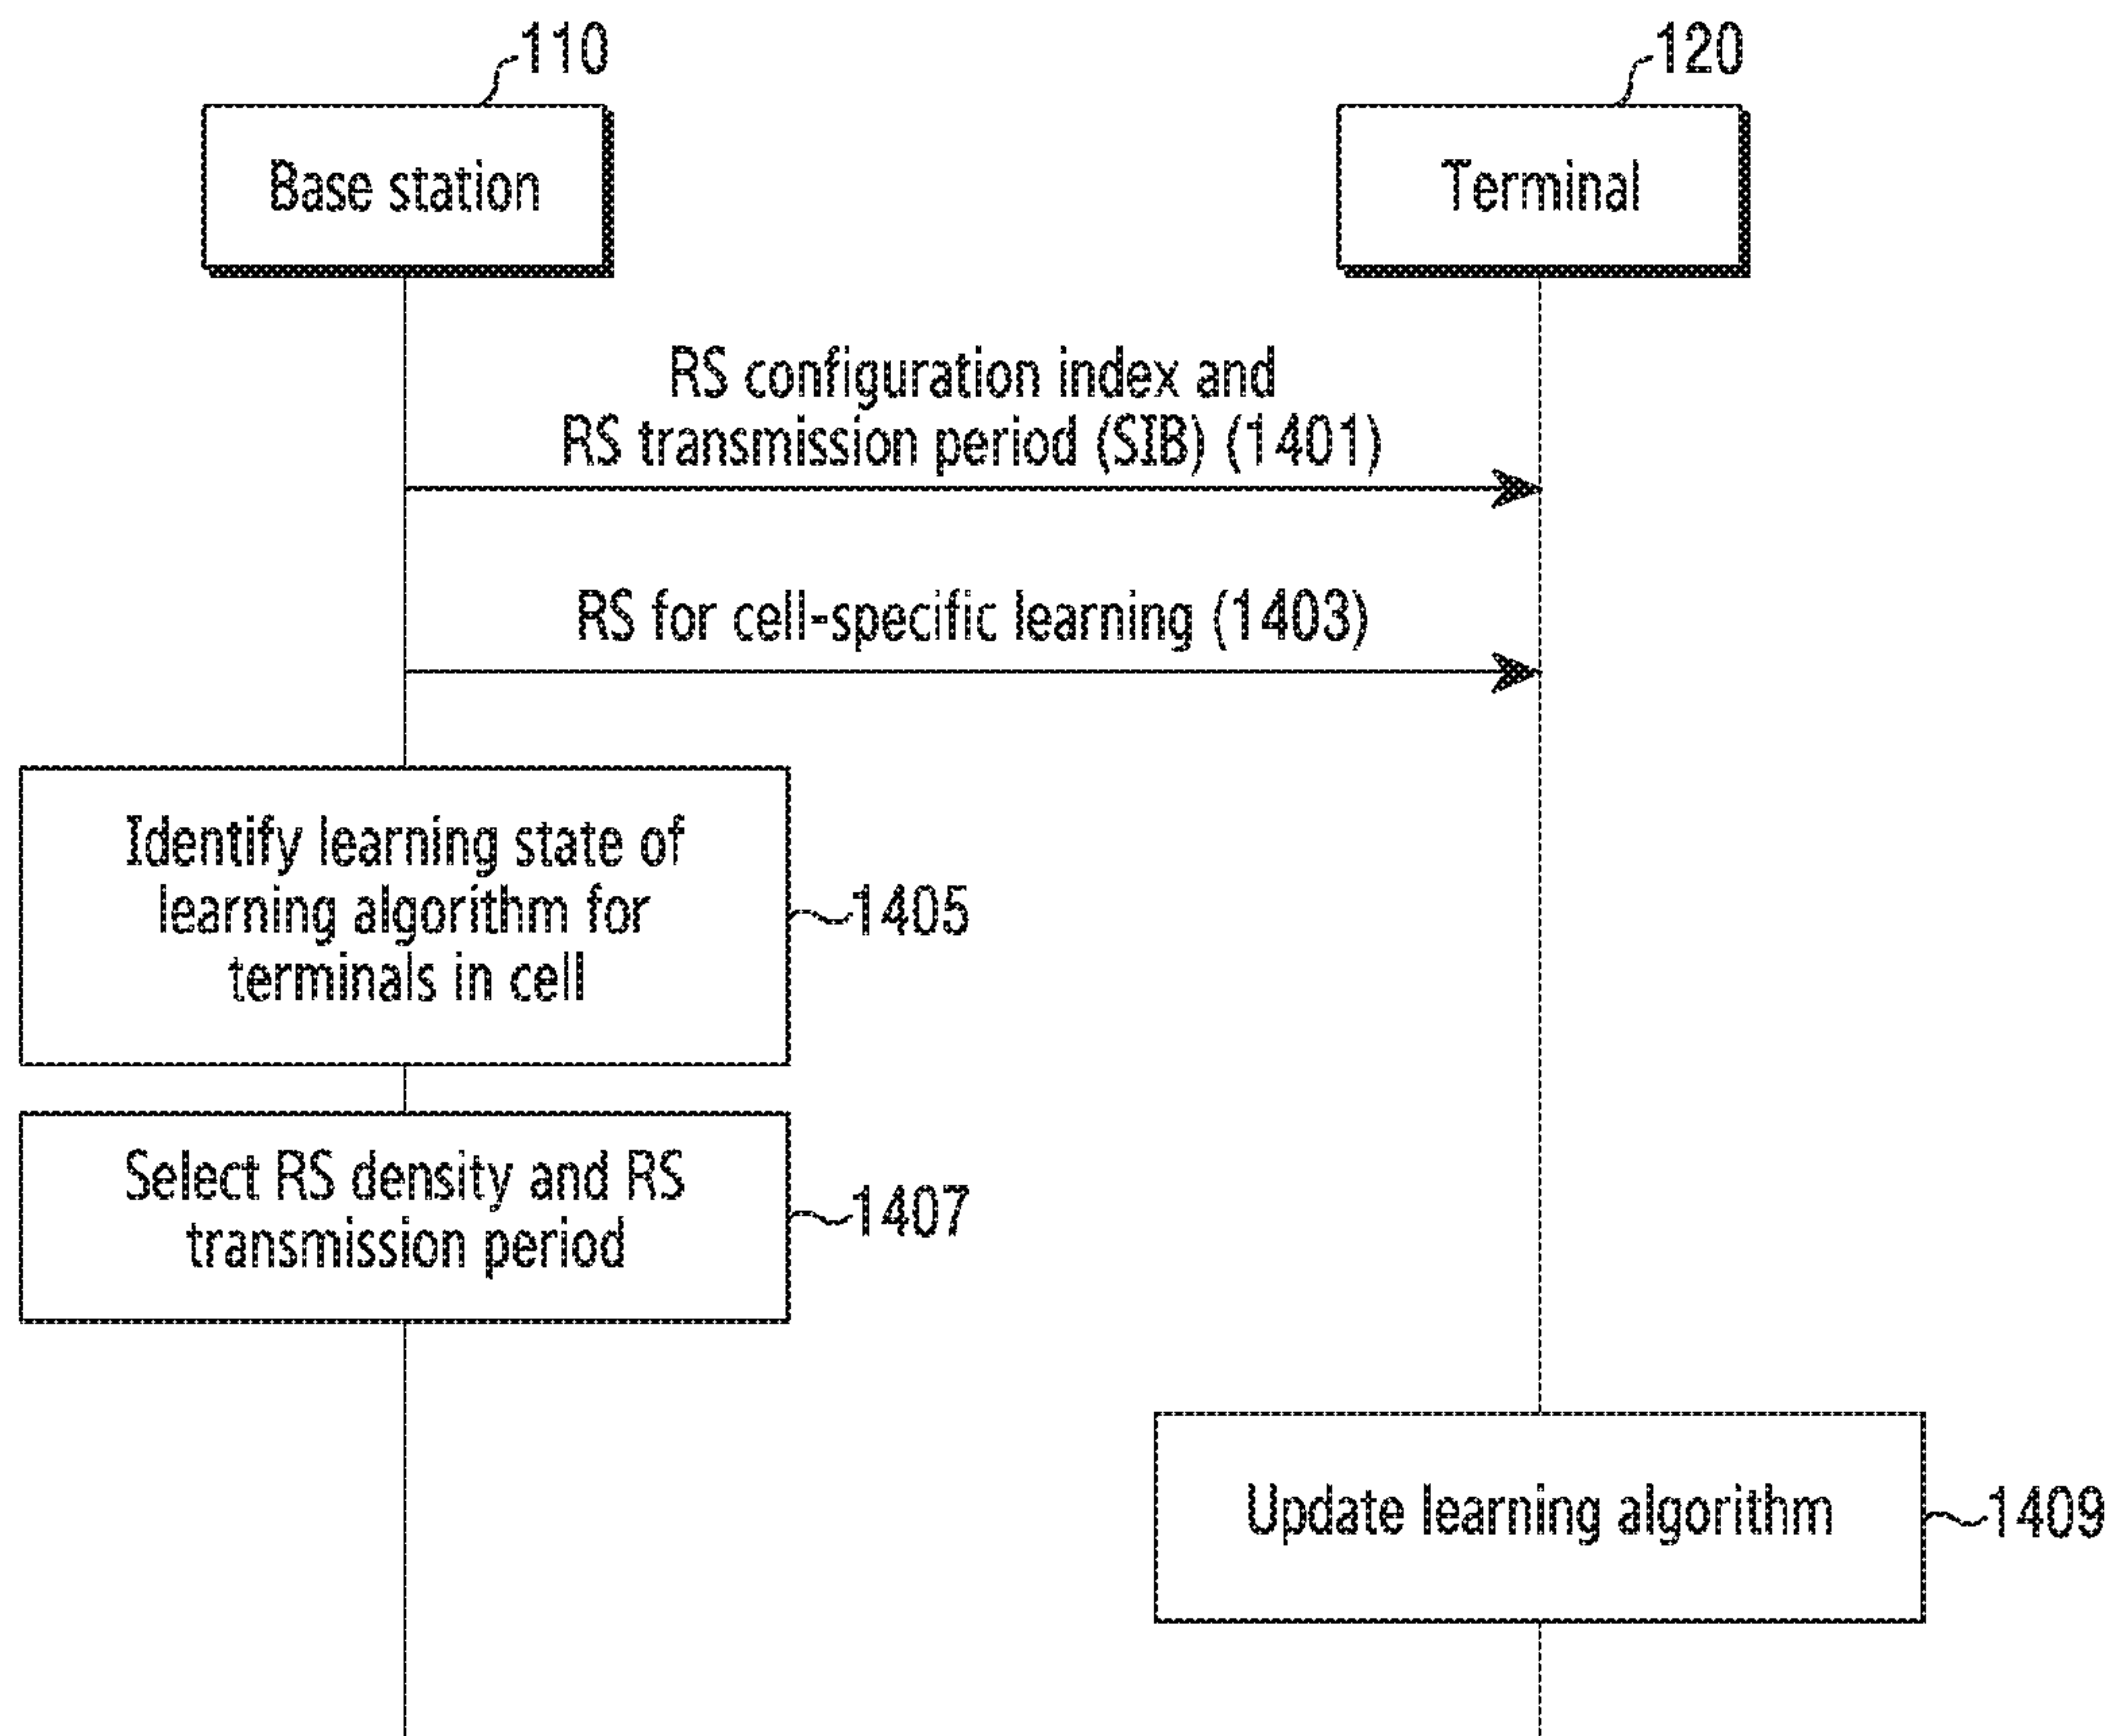 110
120
Base station
Terminal
RS configuration index and
RS transmission period (SIB) (1401)
RS for cell-specific learning (1403)
Identify learning state of
learning algorithm for
terminals in cell
1405
Select RS density and RS
transmission period
1407
Update learning algorithm
1409